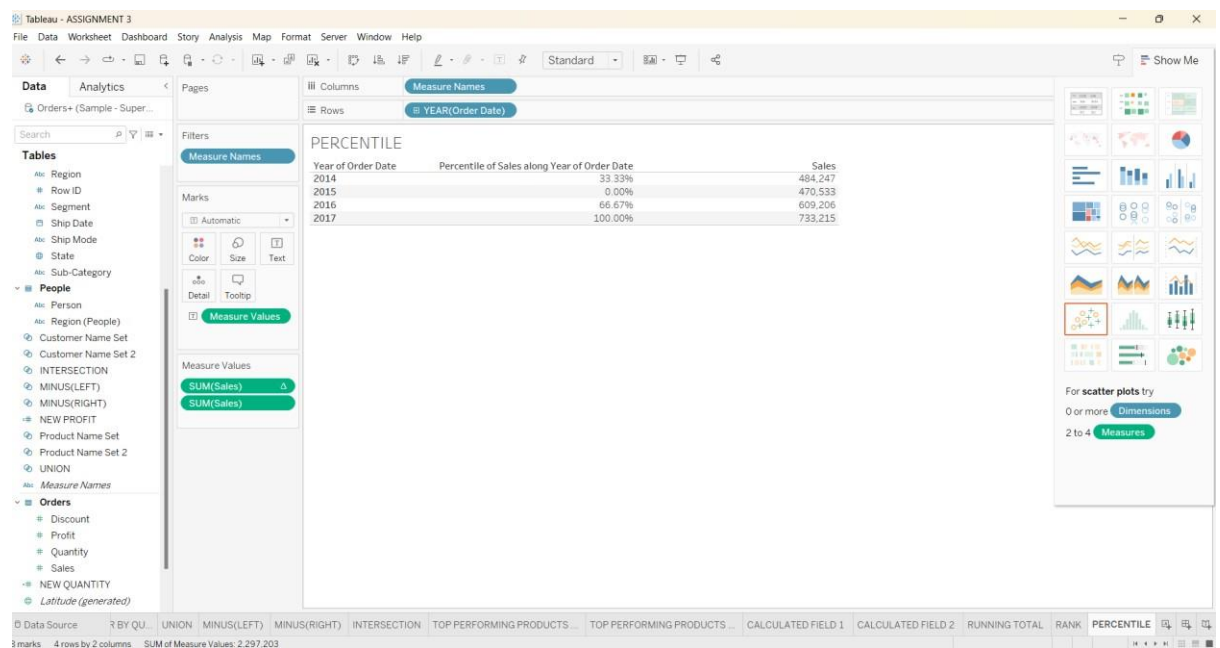 Tableau - ASSIGNMENT 3
File Data Worksheet Dashboard Story Analysis Map Format Server Window Help
Standard
Show Me
Data Analytics
Orders+ (Sample - Super...
Search
Tables
Abc Region
# Row ID
Abc Segment
Ship Date
Abc Ship Mode
State
Abc Sub-Category
People
Abc Person
Abc Region (People)
Customer Name Set
Customer Name Set 2
INTERSECTION
MINUS(LEFT)
MINUS(RIGHT)
NEW PROFIT
Product Name Set
Product Name Set 2
UNION
Abc Measure Names
Orders
# Discount
# Profit
# Quantity
# Sales
NEW QUANTITY
Latitude (generated)
Pages
Filters
Measure Names
Marks
Automatic
Color Size Text
Detail Tooltip
Measure Values
Measure Values
SUM(Sales) Δ
SUM(Sales)
Columns Measure Names
Rows YEAR(Order Date)
PERCENTILE
Year of Order Date Percentile of Sales along Year of Order Date Sales
2014 33.33% 484,247
2015 0.00% 470,533
2016 66.67% 609,206
2017 100.00% 733,215
For scatter plots try
0 or more Dimensions
2 to 4 Measures
Data Source R BY QU... UNION MINUS(LEFT) MINUS(RIGHT) INTERSECTION TOP PERFORMING PRODUCTS ... TOP PERFORMING PRODUCTS ... CALCULATED FIELD 1 CALCULATED FIELD 2 RUNNING TOTAL RANK PERCENTILE
8 marks 4 rows by 2 columns SUM of Measure Values: 2,297,203